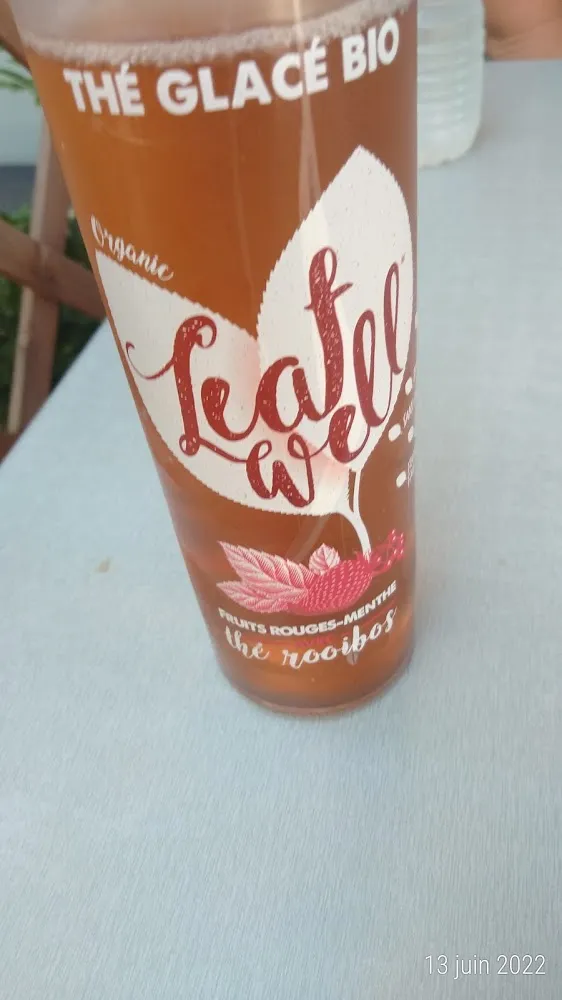 THÉ GLACÉ BIO
Organic
Leaf
well
FRUITS ROUGES-MENTHE
thé rooibos
13 juin 2022